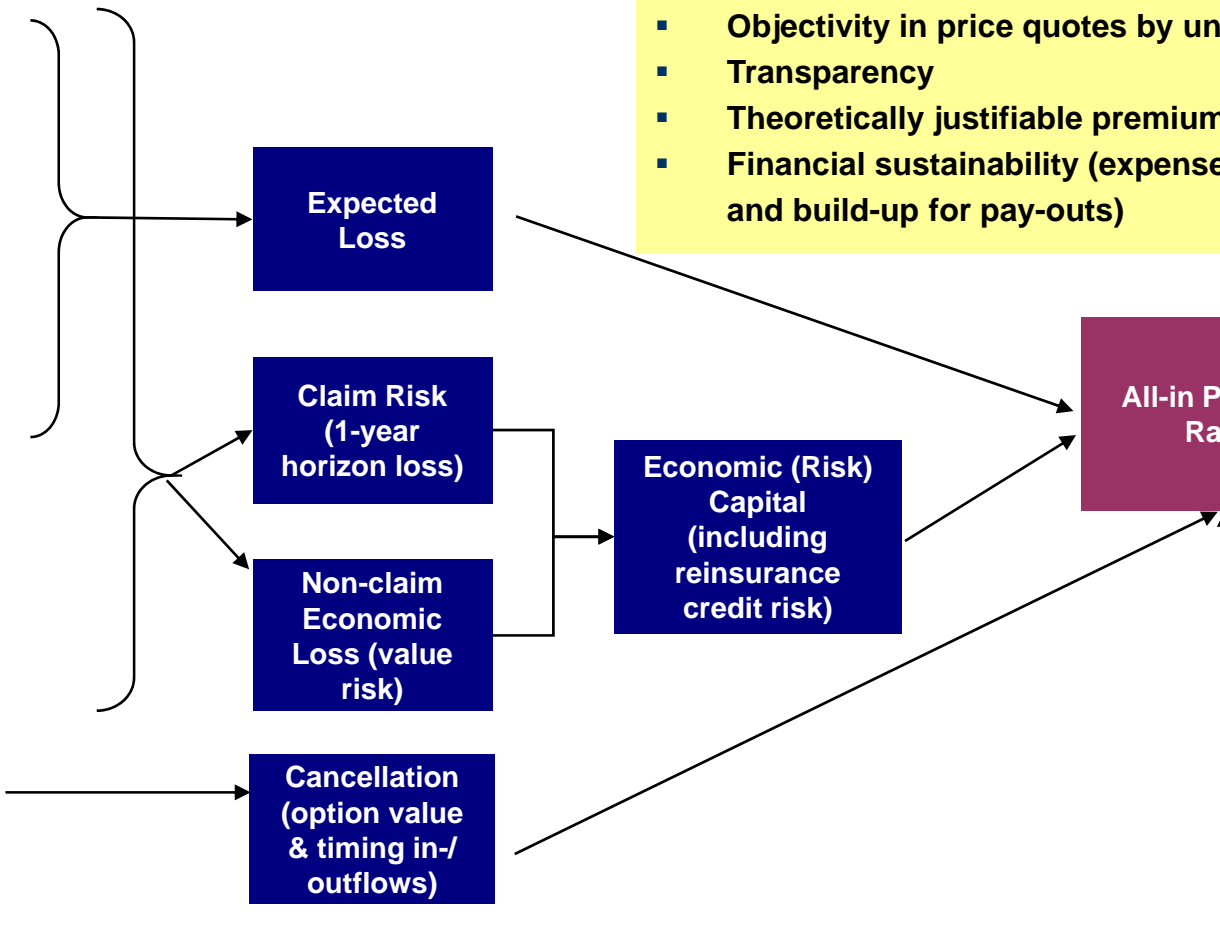 Objectivity in price quotes by
Transparency
Theoretically justifiable premium
Financial sustainability (expense
and build-up for pay-outs)
Expected
Loss
Claim Risk
(1-year
horizon loss)
Non-claim
Economic
Loss (value
risk)
Cancellation
(option value
& timing in-/
outflows)
Economic (Risk)
Capital
(including
reinsurance
credit risk)
All-in